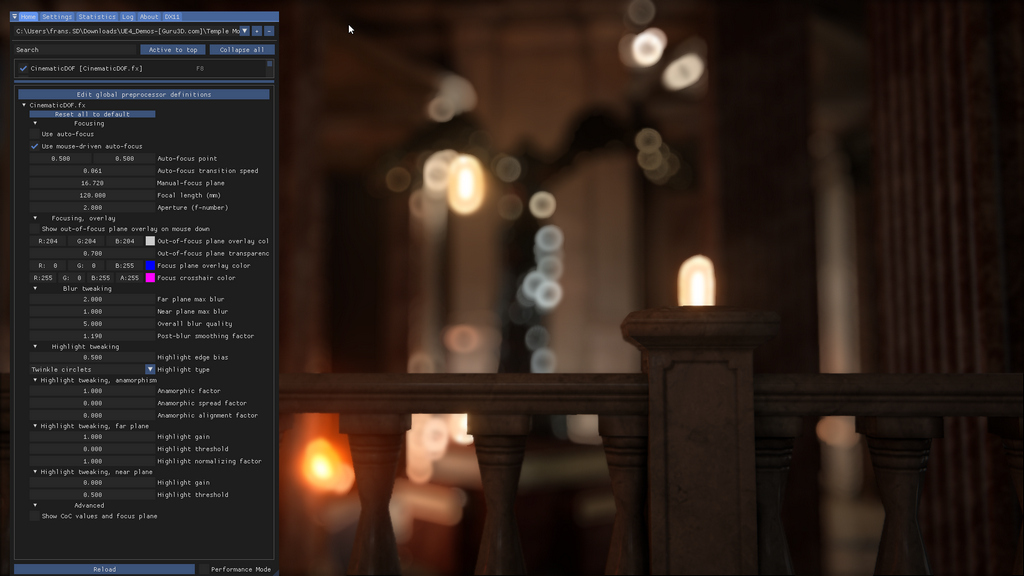 Home Settings Statistics Log About DX11
C:\Users\frans.SD\Downloads\UE4_Demos-[Guru3D.com]\Temple Mo + -
Search Active to top Collapse all
CinematicDOF [CinematicDOF.fx] F8
Edit global preprocessor definitions
CinematicDOF.fx
Reset all to default
Focusing
Use auto-focus
Use mouse-driven auto-focus
0.500 0.500 Auto-focus point
0.061 Auto-focus transition speed
16.720 Manual-focus plane
120.000 Focal length (mm)
2.800 Aperture (f-number)
Focusing, overlay
Show out-of-focus plane overlay on mouse down
R:204 G:204 B:204 Out-of-focus plane overlay col
0.700 Out-of-focus plane transparenc
R: 0 G: 0 B:255 Focus plane overlay color
R:255 G: 0 B:255 A:255 Focus crosshair color
Blur tweaking
2.000 Far plane max blur
1.000 Near plane max blur
5.000 Overall blur quality
1.190 Post-blur smoothing factor
Highlight tweaking
0.500 Highlight edge bias
Twinkle circlets Highlight type
Highlight tweaking, anamorphism
1.000 Anamorphic factor
0.000 Anamorphic spread factor
0.000 Anamorphic alignment factor
Highlight tweaking, far plane
1.000 Highlight gain
0.000 Highlight threshold
1.000 Highlight normalizing factor
Highlight tweaking, near plane
0.000 Highlight gain
0.500 Highlight threshold
Advanced
Show CoC values and focus plane
Reload Performance Mode